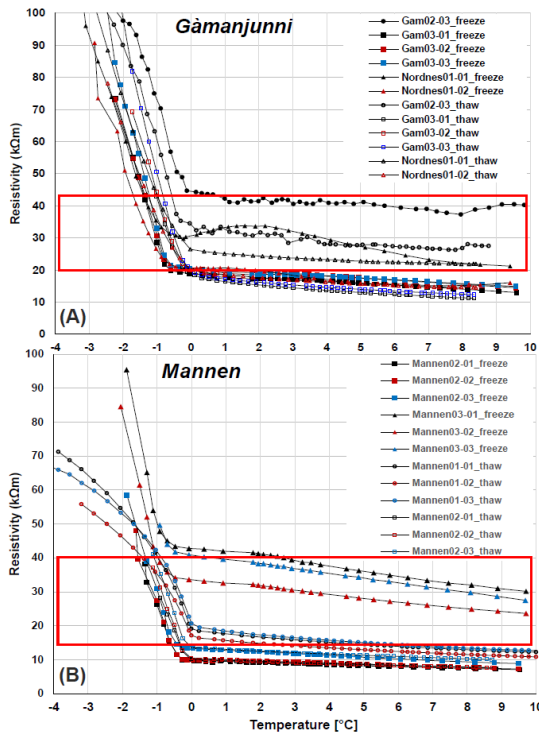 Gàmanjunni
Resistivity (kΩm)
100
90
80
70
60
50
40
30
20
10
00
Gam02-03_freeze
Gam03-01_freeze
Gam03-02_freeze
Gam03-03_freeze
Nordnes01-01_freeze
Nordnes01-02_freeze
Gam02-03_thaw
Gam03-01_thaw
Gam03-02_thaw
Gam03-03_thaw
Nordnes01-01_thaw
Nordnes01-02_thaw
(A)
-4 -3 -2 -1 0 1 2 3 4 5 6 7 8 9 10
Mannen
Resistivity (kΩm)
100
90
80
70
60
50
40
30
20
10
00
Mannen02-01_freeze
Mannen02-02_freeze
Mannen02-03_freeze
Mannen03-01_freeze
Mannen03-02_freeze
Mannen03-03_freeze
Mannen01-01_thaw
Mannen01-02_thaw
Mannen01-03_thaw
Mannen02-01_thaw
Mannen02-02_thaw
Mannen02-03_thaw
(B)
-4 -3 -2 -1 0 1 2 3 4 5 6 7 8 9 10
Temperature [°C]